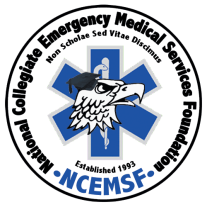 National Collegiate Emergency Medical Services Foundation
Non Scholae Sed Vitae Discimus
Established 1993
·NCEMSF·